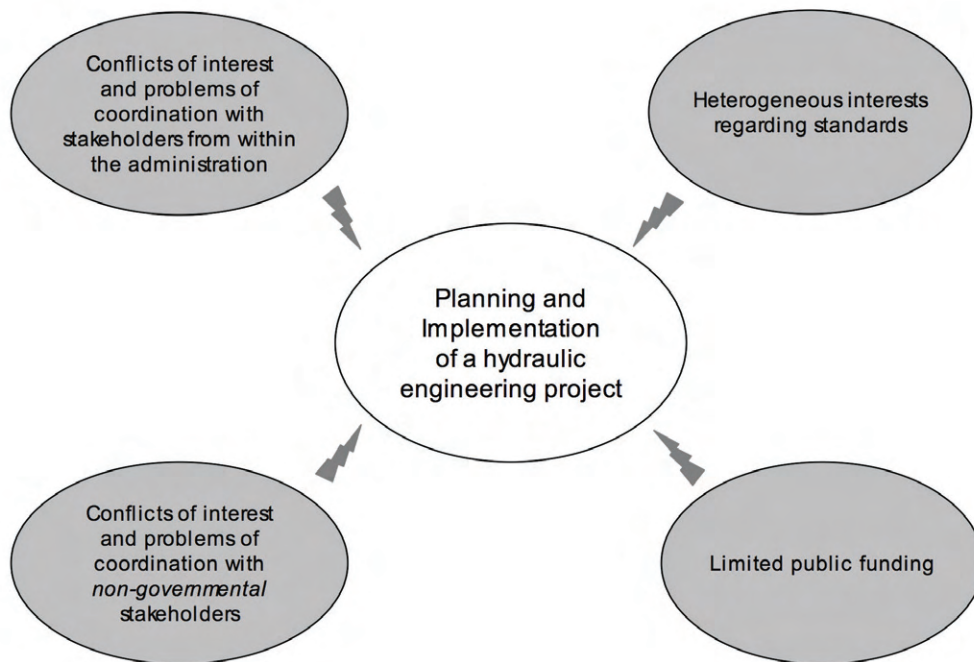 Conflicts of interest
and problems of
coordination with
stakeholders from within
the administration
Heterogeneous interests
regarding standards
Planning and
Implementation
of a hydraulic
engineering project
Conflicts of interest
and problems of
coordination with
non-governmental
stakeholders
Limited public funding